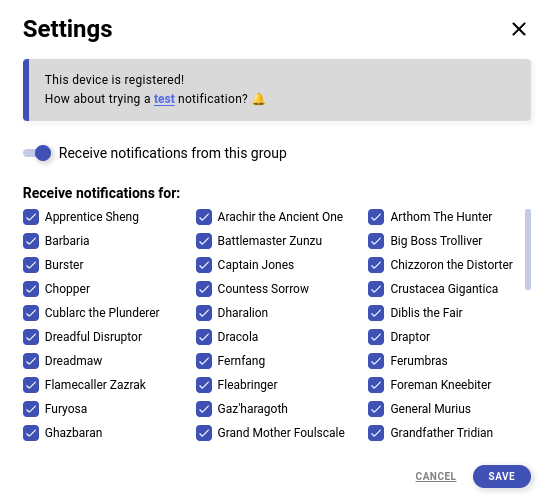 Settings
This device is registered!
How about trying a test notification? 🔔
Receive notifications from this group
Receive notifications for:
Apprentice Sheng Arachir the Ancient One Arthom The Hunter
Barbaria Battlemaster Zunzu Big Boss Trolliver
Burster Captain Jones Chizzoron the Distorter
Chopper Countess Sorrow Crustacea Gigantica
Cublarc the Plunderer Dharalion Diblis the Fair
Dreadful Disruptor Dracola Draptor
Dreadmaw Fernfang Ferumbras
Flamecaller Zazrak Fleabringer Foreman Kneebiter
Furyosa Gaz'haragoth General Murius
Ghazbaran Grand Mother Foulscale Grandfather Tridian
CANCEL SAVE